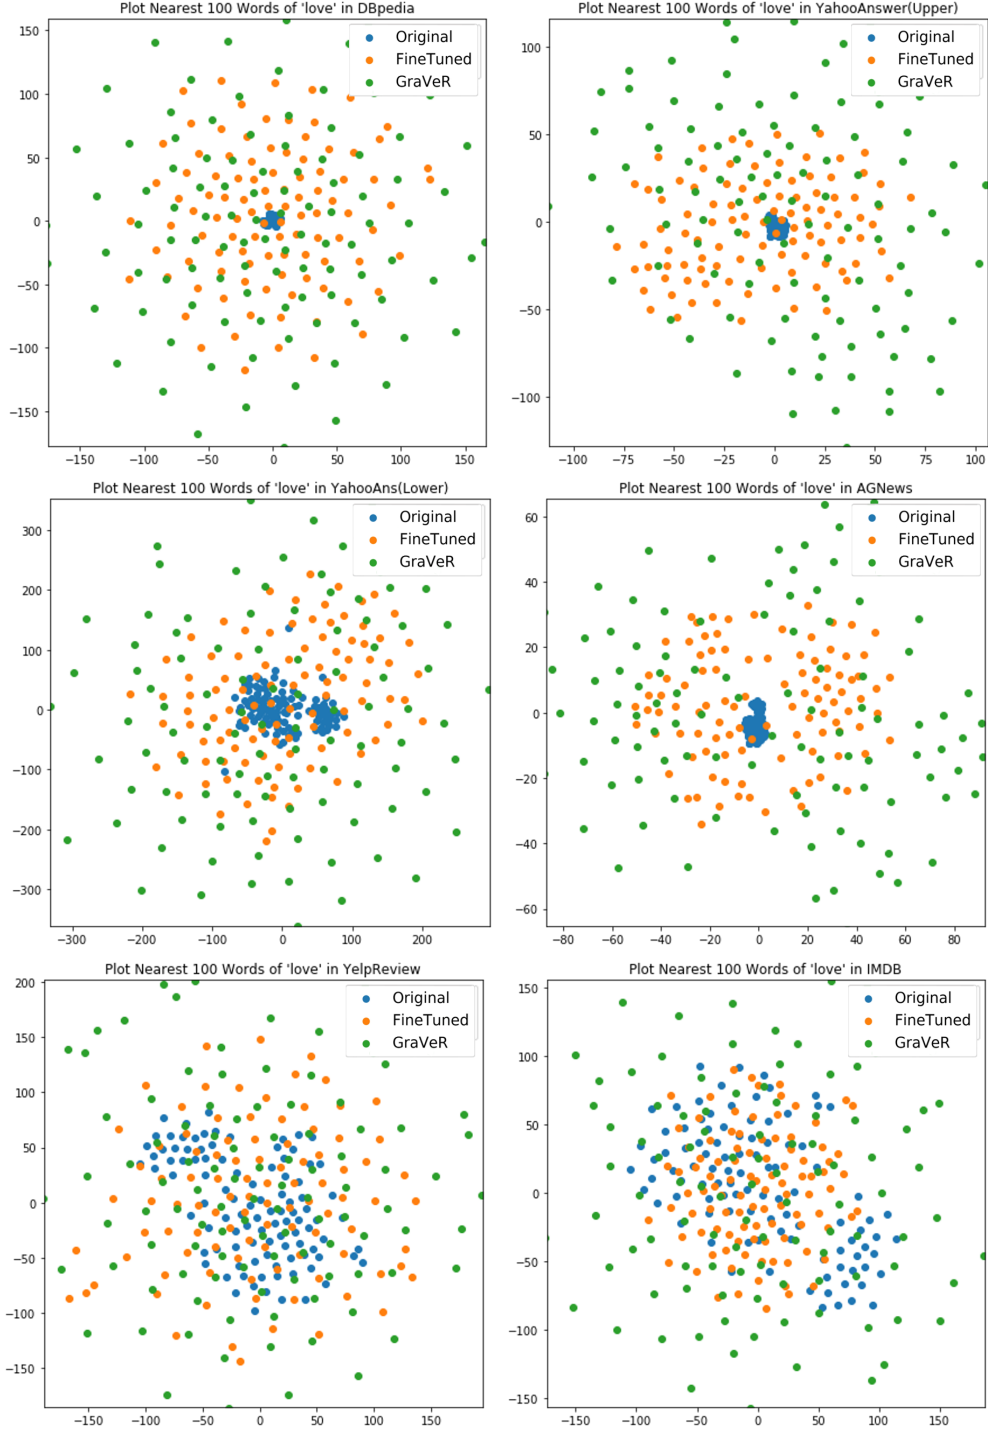 Plot Nearest 100 Words of 'love' in DBpedia
Original
FineTuned
GraVeR
150
100
50
0
−50
−100
−150
−150 −100 −50 0 50 100 150
Plot Nearest 100 Words of 'love' in YahooAnswer(Upper)
Original
FineTuned
GraVeR
100
50
0
−50
−100
−100 −75 −50 −25 0 25 50 75 100
Plot Nearest 100 Words of 'love' in YahooAns(Lower)
Original
FineTuned
GraVeR
300
200
100
0
−100
−200
−300
−300 −200 −100 0 100 200
Plot Nearest 100 Words of 'love' in AGNews
Original
FineTuned
GraVeR
60
40
20
0
−20
−40
−60
−80 −60 −40 −20 0 20 40 60 80
Plot Nearest 100 Words of 'love' in YelpReview
Original
FineTuned
GraVeR
200
150
100
50
0
−50
−100
−150
−150 −100 −50 0 50 100 150
Plot Nearest 100 Words of 'love' in IMDB
Original
FineTuned
GraVeR
150
100
50
0
−50
−100
−150
−150 −100 −50 0 50 100 150